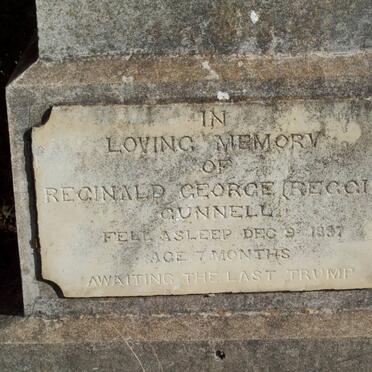 IN
LOVING MEMORY
OF
REGINALD GEORGE (REGGI
GUNNELL
FELL ASLEEP DEC 9 1937
AGE 7 MONTHS
AWAITING THE LAST TRUMP